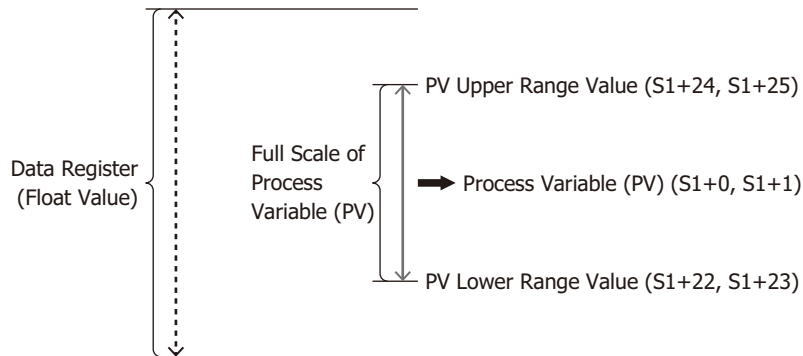 PV Upper Range Value (S1+24, S1+25)
Data Register
(Float Value)
Full Scale of
Process
Variable (PV)
Process Variable (PV) (S1+0, S1+1)
PV Lower Range Value (S1+22, S1+23)